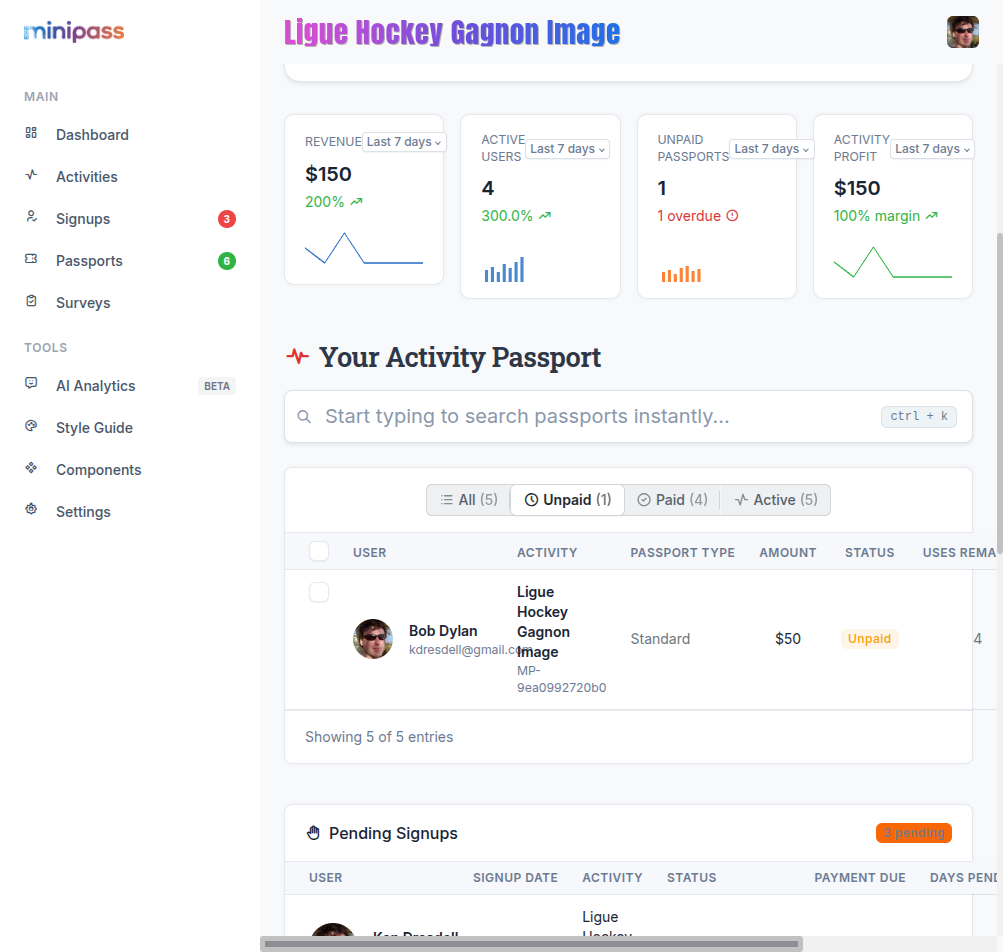 minipass
Ligue Hockey Gagnon Image
MAIN
Dashboard
Activities
Signups 3
Passports 6
Surveys
TOOLS
AI Analytics BETA
Style Guide
Components
Settings
REVENUE Last 7 days
$150
200%
ACTIVE
USERS Last 7 days
4
300.0%
UNPAID
PASSPORTS Last 7 days
1
1 overdue
ACTIVITY
PROFIT Last 7 days
$150
100% margin
Your Activity Passport
Start typing to search passports instantly... ctrl + k
All (5) Unpaid (1) Paid (4) Active (5)
USER ACTIVITY PASSPORT TYPE AMOUNT STATUS USES REMA
Bob Dylan
kdresdell@gmail.com
Ligue
Hockey
Gagnon
Image
MP-
9ea0992720b0
Standard $50 Unpaid 4
Showing 5 of 5 entries
Pending Signups 3 pending
USER SIGNUP DATE ACTIVITY STATUS PAYMENT DUE DAYS PEND
Ken Dresdell
Ligue
Hockey